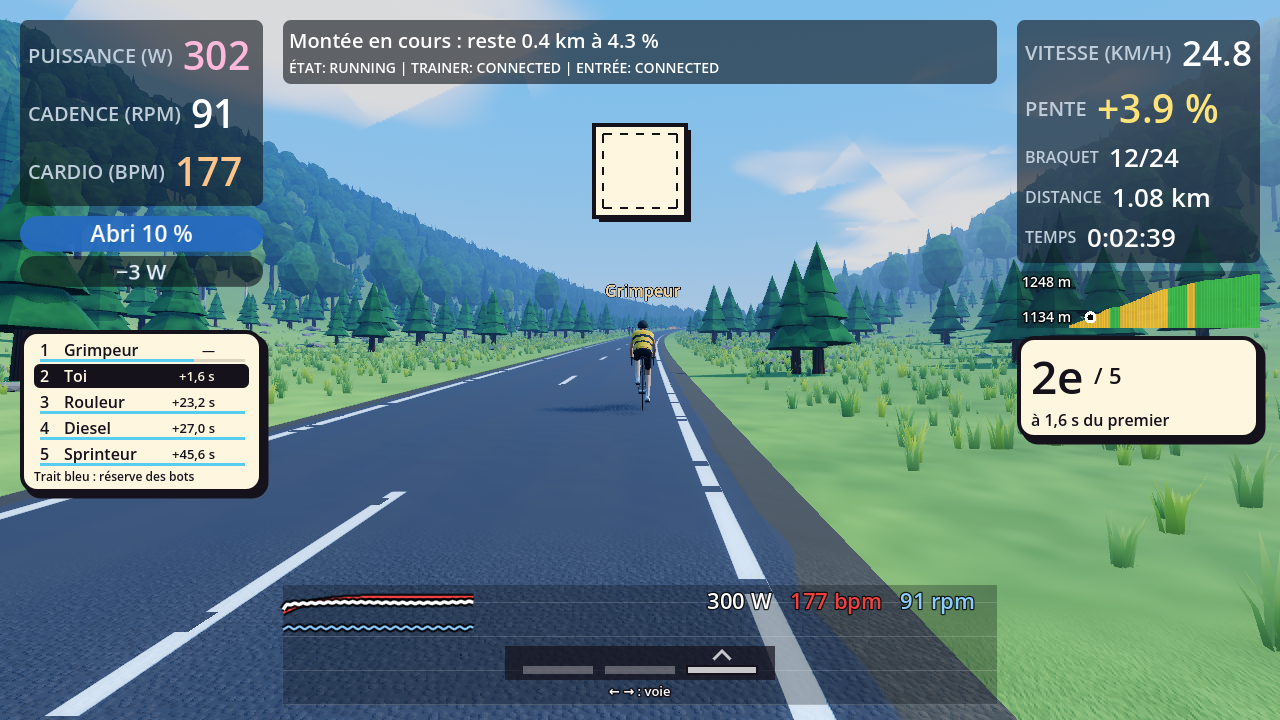 PUISSANCE (W) 302
CADENCE (RPM) 91
CARDIO (BPM) 177
Abri 10 %
−3 W
1 Grimpeur —
2 Toi +1,6 s
3 Rouleur +23,2 s
4 Diesel +27,0 s
5 Sprinteur +45,6 s
Trait bleu : réserve des bots
Montée en cours : reste 0.4 km à 4.3 %
ÉTAT: RUNNING | TRAINER: CONNECTED | ENTRÉE: CONNECTED
Grimpeur
VITESSE (KM/H) 24.8
PENTE +3.9 %
BRAQUET 12/24
DISTANCE 1.08 km
TEMPS 0:02:39
1248 m
1134 m
2e / 5
à 1,6 s du premier
300 W 177 bpm 91 rpm
← → : voie